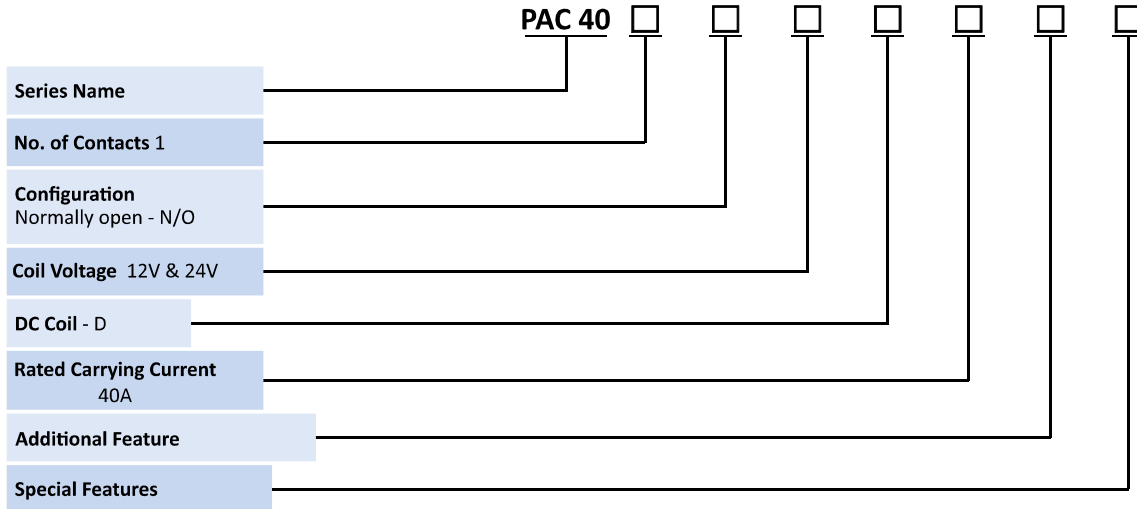 PAC 40
Series Name
No. of Contacts 1
Configuration
Normally open - N/O
Coil Voltage 12V & 24V
DC Coil - D
Rated Carrying Current
40A
Additional Feature
Special Features